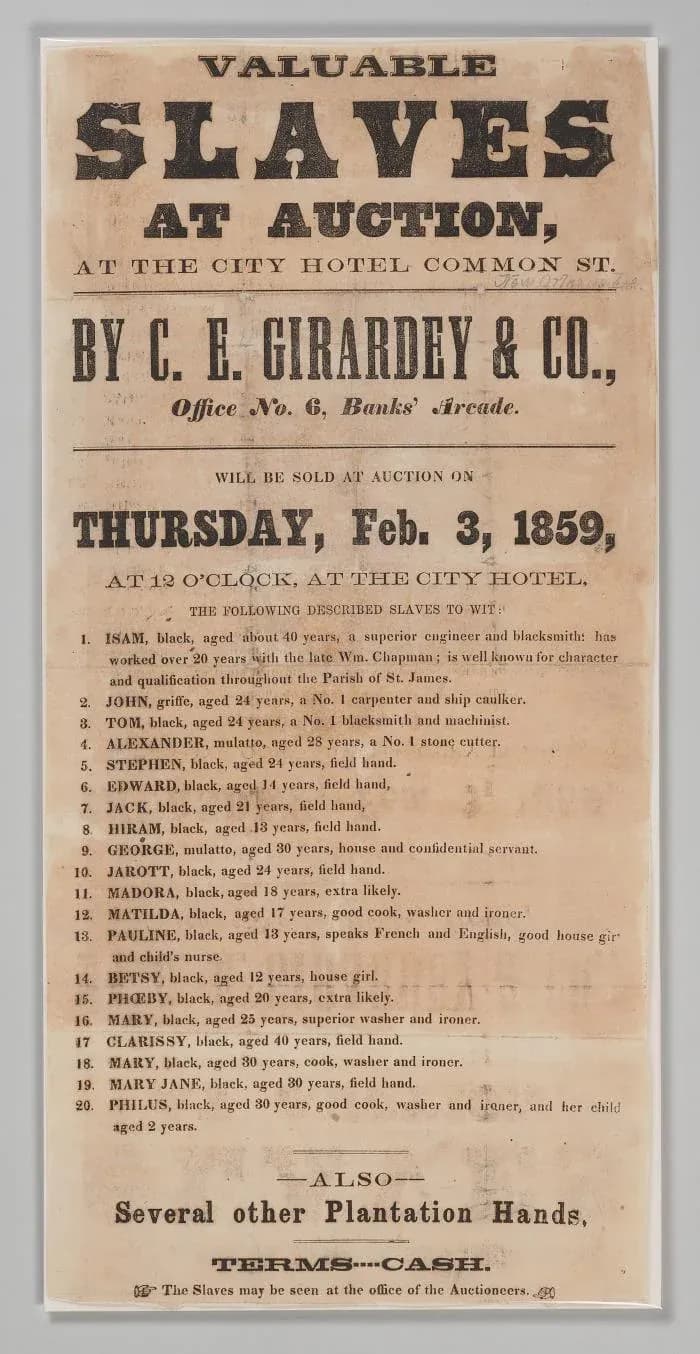 VALUABLE
SLAVES
AT AUCTION,
AT THE CITY HOTEL COMMON ST.
BY C. E. GIRARDEY & CO.,
Office No. 6, Banks' Arcade.
WILL BE SOLD AT AUCTION ON
THURSDAY, Feb. 3, 1859,
AT 12 O'CLOCK, AT THE CITY HOTEL,
THE FOLLOWING DESCRIBED SLAVES TO WIT:
1. ISAM, black, aged about 40 years, a superior engineer and blacksmith: has
worked over 20 years with the late Wm. Chapman; is well known for character
and qualification throughout the Parish of St. James.
2. JOHN, griffe, aged 24 years, a No. 1 carpenter and ship caulker.
3. TOM, black, aged 24 years, a No. 1 blacksmith and machinist.
4. ALEXANDER, mulatto, aged 28 years, a No. 1 stone cutter.
5. STEPHEN, black, aged 24 years, field hand.
6. EDWARD, black, aged 14 years, field hand,
7. JACK, black, aged 21 years, field hand,
8. HIRAM, black, aged 13 years, field hand.
9. GEORGE, mulatto, aged 30 years, house and confidential servant.
10. JAROTT, black, aged 24 years, field hand.
11. MADORA, black, aged 18 years, extra likely.
12. MATILDA, black, aged 17 years, good cook, washer and ironer.
13. PAULINE, black, aged 13 years, speaks French and English, good house gir
and child's nurse.
14. BETSY, black, aged 12 years, house girl.
15. PHŒBY, black, aged 20 years, extra likely.
16. MARY, black, aged 25 years, superior washer and ironer.
17 CLARISSY, black, aged 40 years, field hand.
18. MARY, black, aged 30 years, cook, washer and ironer.
19. MARY JANE, black, aged 30 years, field hand.
20. PHILUS, black, aged 30 years, good cook, washer and ironer, and her child
aged 2 years.
—ALSO—
Several other Plantation Hands,
TERMS----CASH.
☞ The Slaves may be seen at the office of the Auctioneers. ☜